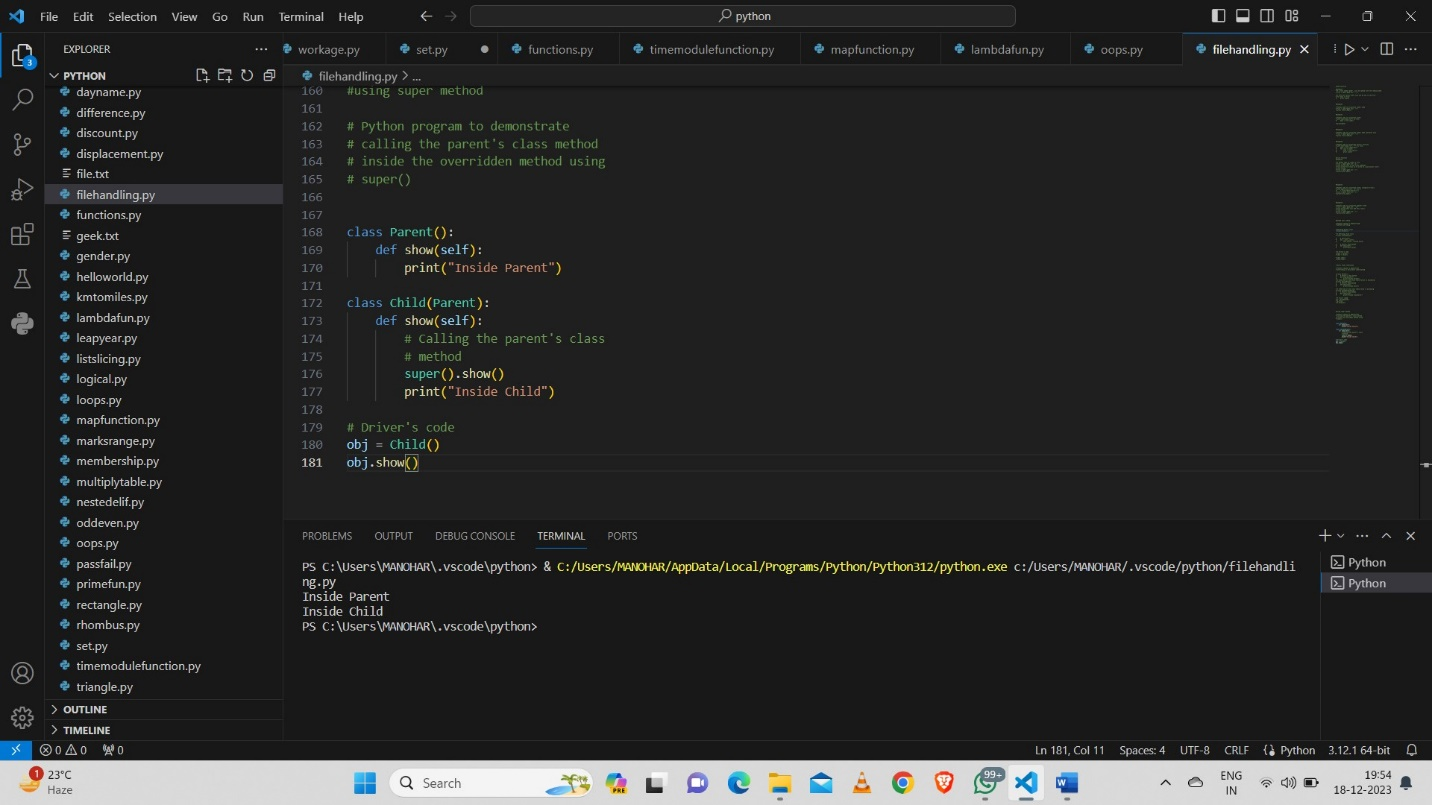 File Edit Selection View Go Run Terminal Help
python
EXPLORER
workage.py set.py functions.py timemodulefunction.py mapfunction.py lambdafun.py oops.py filehandling.py
3
PYTHON
filehandling.py > ...
dayname.py
difference.py
discount.py
displacement.py
file.txt
filehandling.py
functions.py
geek.txt
gender.py
helloworld.py
kmtomiles.py
lambdafun.py
leapyear.py
listslicing.py
logical.py
loops.py
mapfunction.py
marksrange.py
membership.py
multiplytable.py
nestedelif.py
oddeven.py
oops.py
passfail.py
primefun.py
rectangle.py
rhombus.py
set.py
timemodulefunction.py
triangle.py
OUTLINE
TIMELINE
160 #using super method
161
162 # Python program to demonstrate
163 # calling the parent's class method
164 # inside the overridden method using
165 # super()
166
167
168 class Parent():
169 def show(self):
170 print("Inside Parent")
171
172 class Child(Parent):
173 def show(self):
174 # Calling the parent's class
175 # method
176 super().show()
177 print("Inside Child")
178
179 # Driver's code
180 obj = Child()
181 obj.show()
PROBLEMS OUTPUT DEBUG CONSOLE TERMINAL PORTS
PS C:\Users\MANOHAR\.vscode\python> & C:/Users/MANOHAR/AppData/Local/Programs/Python/Python312/python.exe c:/Users/MANOHAR/.vscode/python/filehandli
ng.py
Inside Parent
Inside Child
PS C:\Users\MANOHAR\.vscode\python>
Python
Python
0 0 0 Ln 181, Col 11 Spaces: 4 UTF-8 CRLF Python 3.12.1 64-bit
1
23°C
Haze
Search
PRE
99+
ENG
IN
19:54
18-12-2023